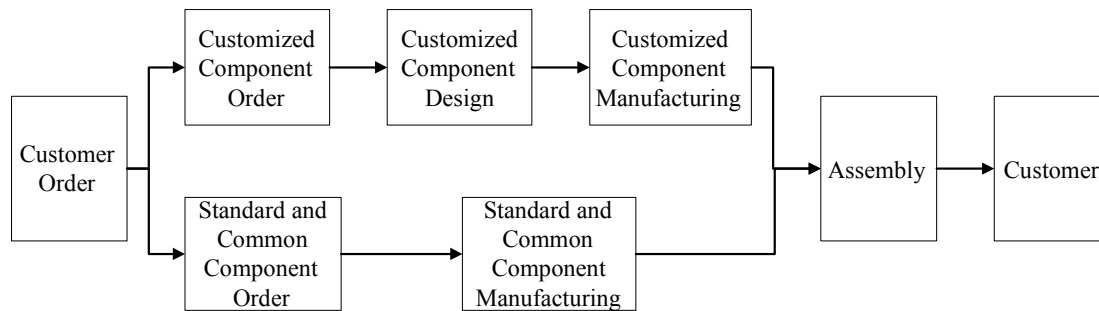 Customer
Order
Customized
Component
Order
Customized
Component
Design
Customized
Component
Manufacturing
Standard and
Common
Component
Order
Standard and
Common
Component
Manufacturing
Assembly
Customer